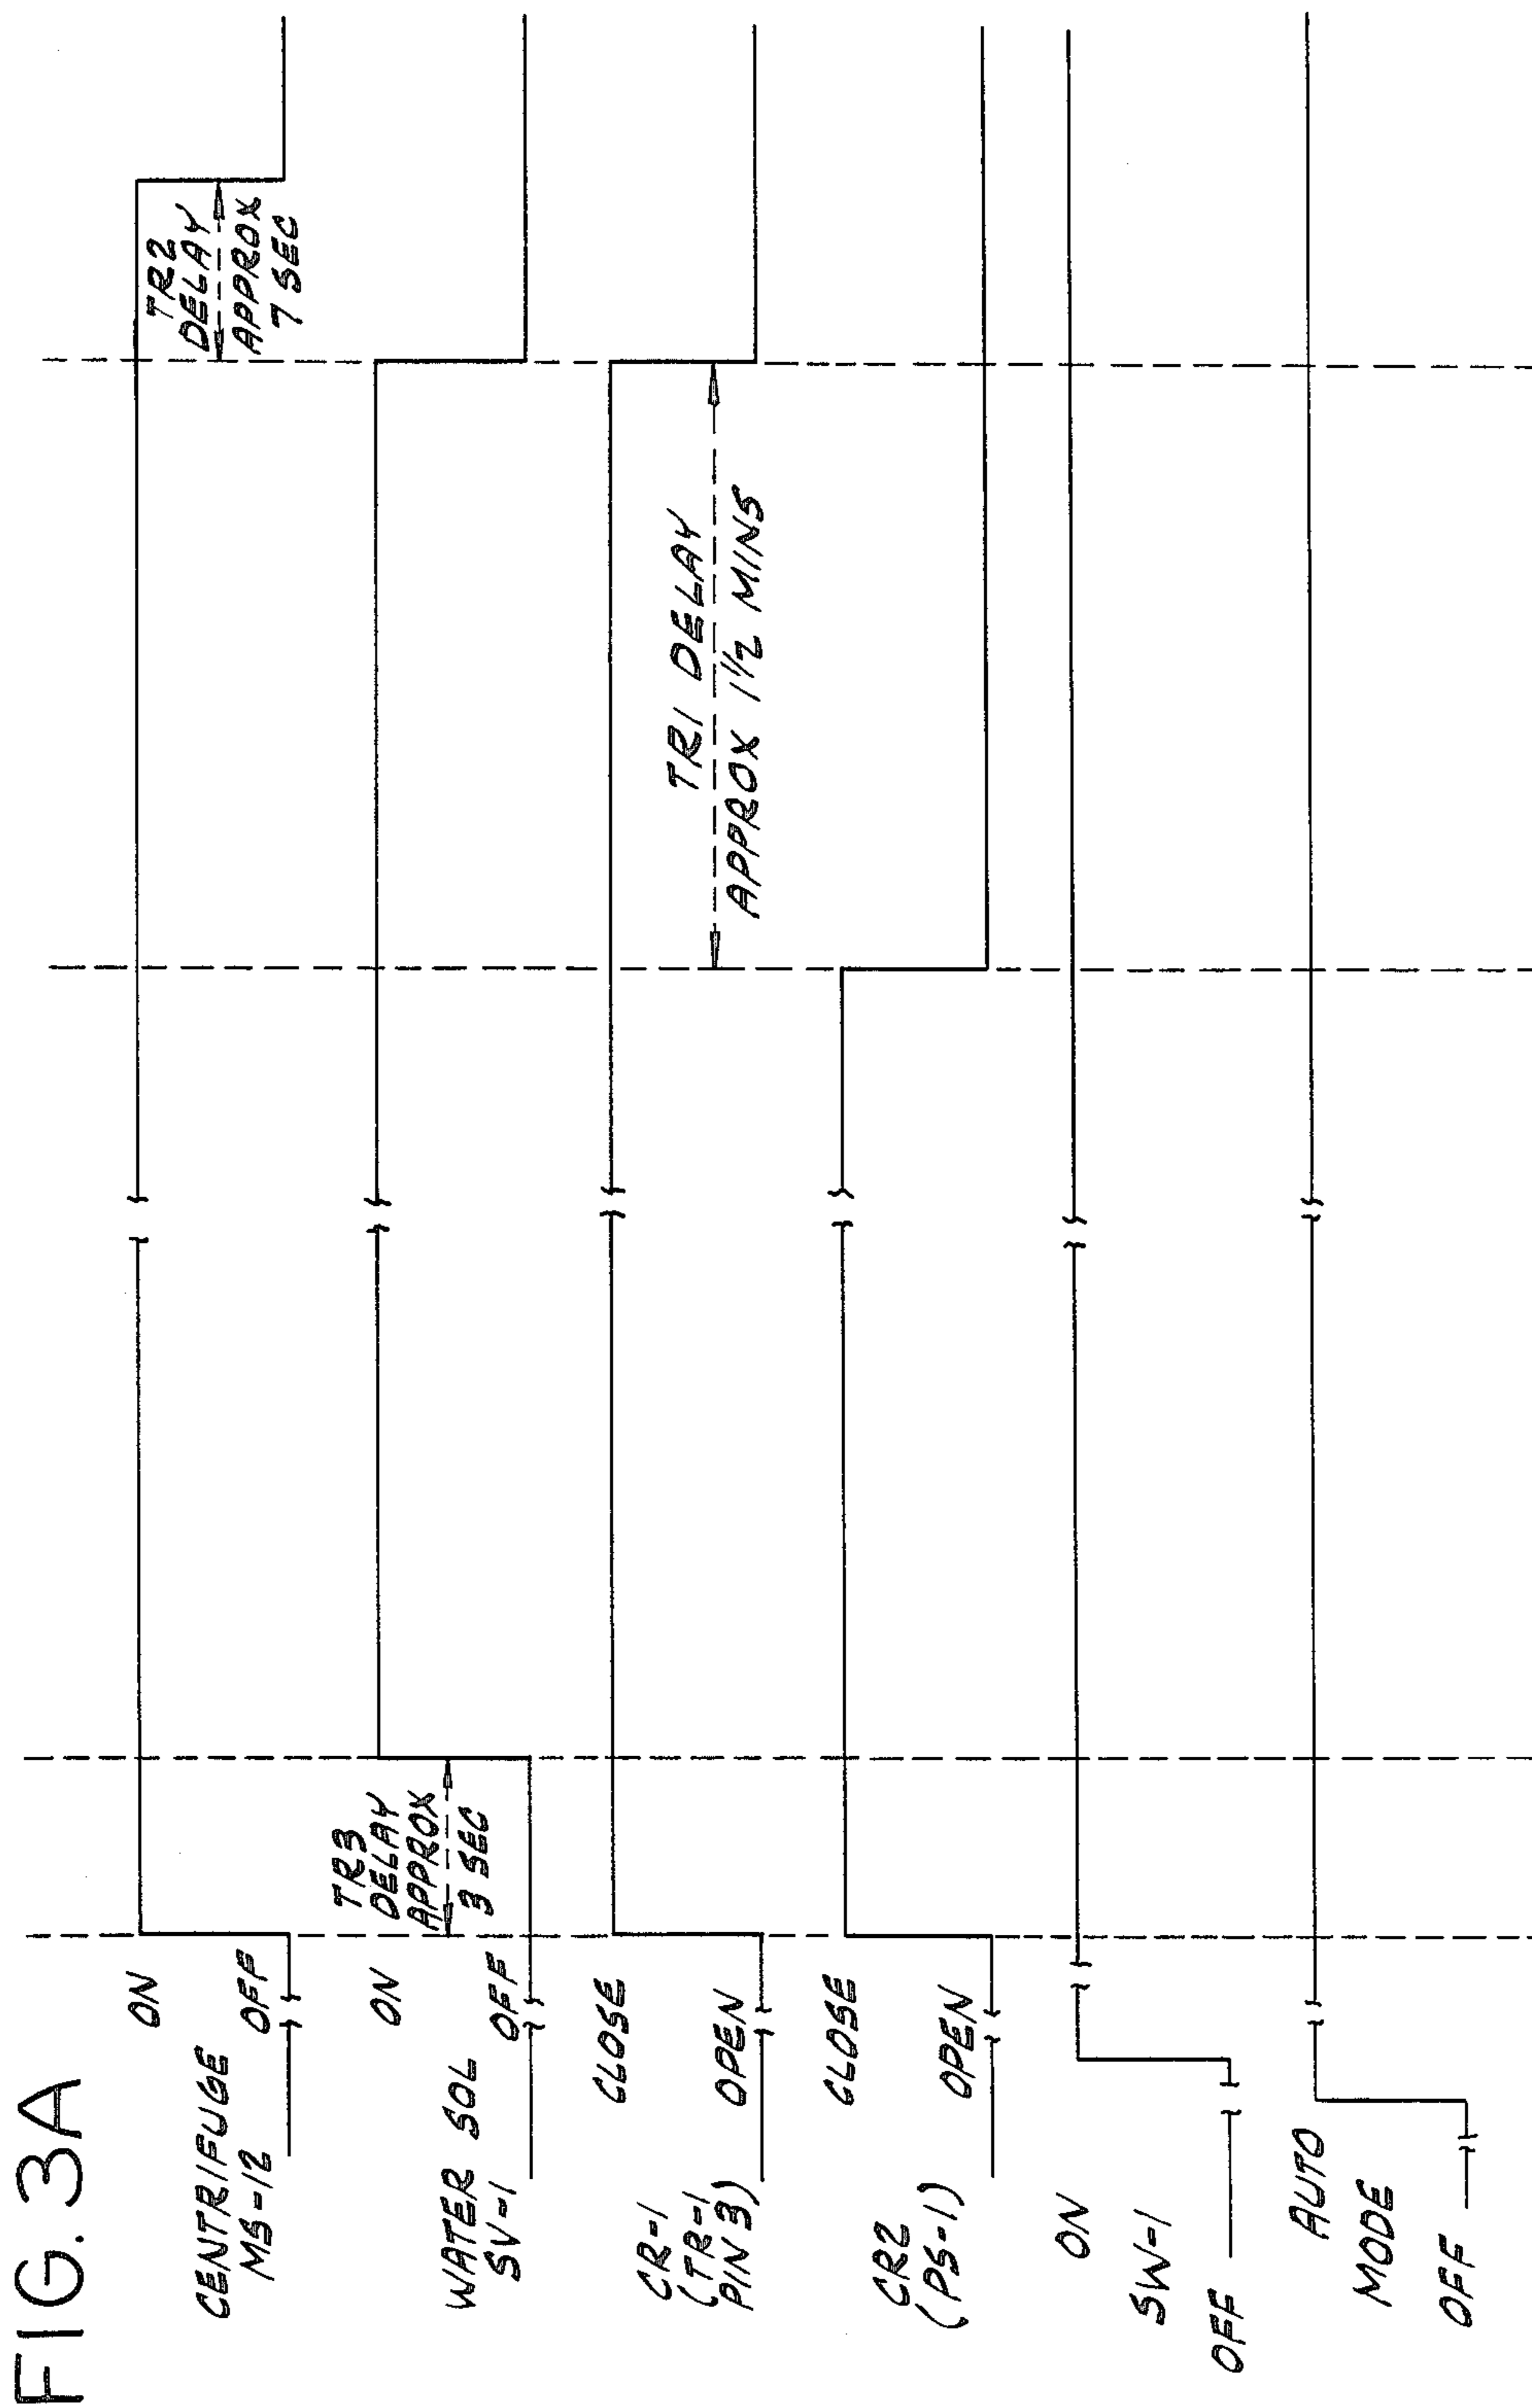 FIG. 3A
CENTRIFUGE
MS-12
ON
OFF
TR2
DELAY
APPROX
7 SEC
WATER SOL
SV-1
ON
OFF
TR3
DELAY
APPROX
3 SEC
CR-1
(TR-1
PIN 3)
CLOSE
OPEN
TR1 DELAY
APPROX 1 1/2 MINS
CR2
(PS-1)
CLOSE
OPEN
ON
SW-1
OFF
AUTO
MODE
OFF